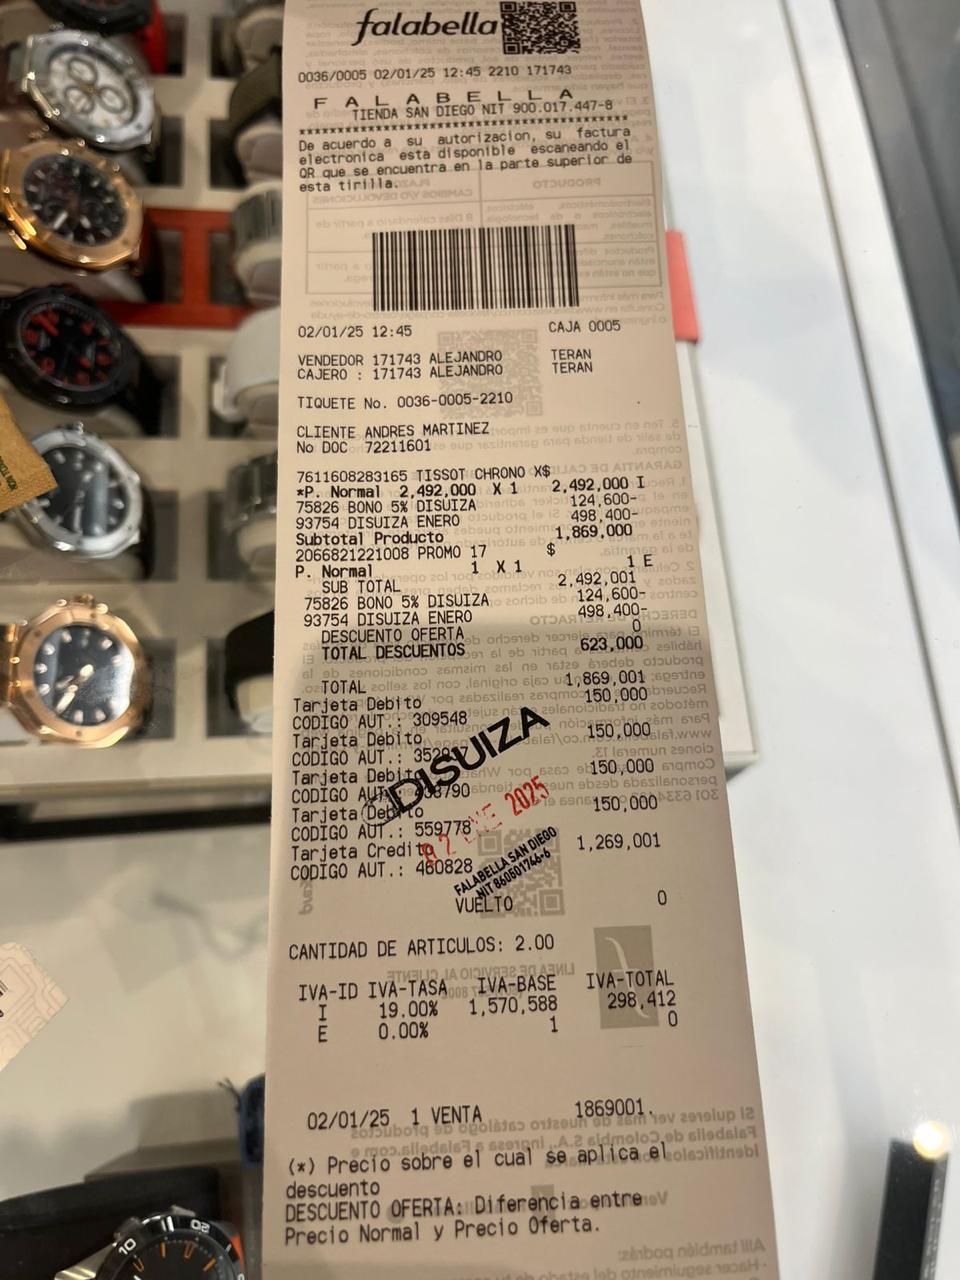 falabella
0036/0005 02/01/25 12:45 2210 171743
F A L A B E L L A
TIENDA SAN DIEGO NIT 900.017.447-8
****************************************
De acuerdo a su autorizacion, su factura
electronica esta disponible escaneando el
QR que se encuentra en la parte superior de
esta tirilla.
02/01/25 12:45 CAJA 0005
VENDEDOR 171743 ALEJANDRO TERAN
CAJERO : 171743 ALEJANDRO TERAN
TIQUETE No. 0036-0005-2210
CLIENTE ANDRES MARTINEZ
No DOC 72211601
7611608283165 TISSOT CHRONO X$
*P. Normal 2,492,000 X 1 2,492,000 I
75826 BONO 5% DISUIZA 124,600-
93754 DISUIZA ENERO 498,400-
Subtotal Producto 1,869,000
2066821221008 PROMO 17 $
P. Normal 1 X 1 1 E
SUB TOTAL 2,492,001
75826 BONO 5% DISUIZA 124,600-
93754 DISUIZA ENERO 498,400-
DESCUENTO OFERTA 0
TOTAL DESCUENTOS 623,000
TOTAL 1,869,001
Tarjeta Debito 150,000
CODIGO AUT.: 309548
Tarjeta Debito 150,000
CODIGO AUT.:
Tarjeta Debito 150,000
CODIGO AUT.:
Tarjeta Debito 150,000
CODIGO AUT.: 559778
Tarjeta Credito 1,269,001
CODIGO AUT.: 460828
DISUIZA
02 ENE 2025
FALABELLA SAN DIEGO
NIT 860501746-6
VUELTO 0
CANTIDAD DE ARTICULOS: 2.00
IVA-ID IVA-TASA IVA-BASE IVA-TOTAL
I 19.00% 1,570,588 298,412
E 0.00% 1 0
02/01/25 1 VENTA 1869001.
(*) Precio sobre el cual se aplica el
descuento
DESCUENTO OFERTA: Diferencia entre
Precio Normal y Precio Oferta.
10
02